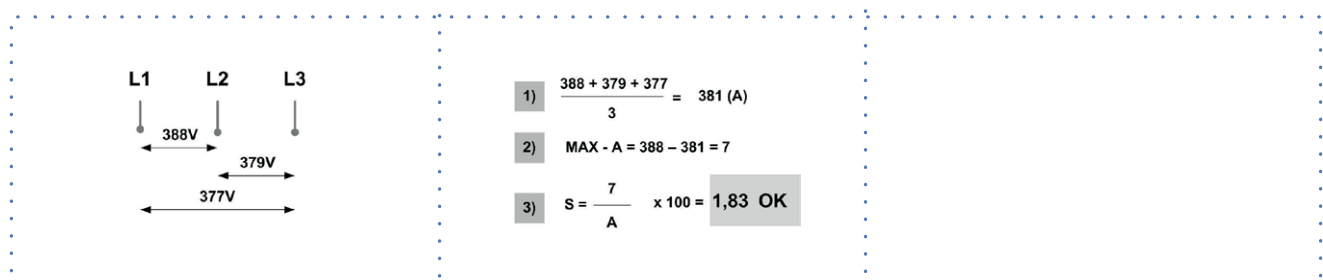 L1 L2 L3
388V
379V
377V
1) 388 + 379 + 377
3
= 381 (A)
2) MAX - A = 388 – 381 = 7
3) S = 7
A
x 100 = 1,83 OK